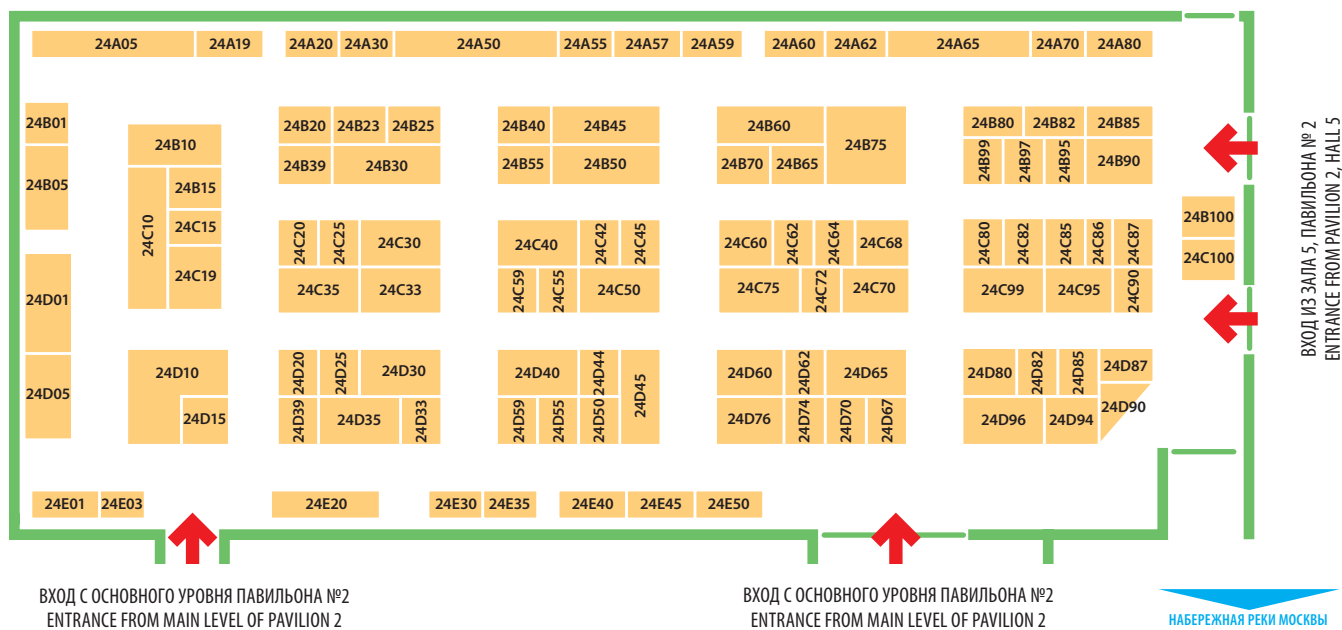 24A05 24A19 24A20 24A30 24A50 24A55 24A57 24A59 24A60 24A62 24A65 24A70 24A80
24B01 24B20 24B23 24B25 24B40 24B45 24B60 24B75 24B80 24B82 24B85
24B10
24B05 24B39 24B30 24B55 24B50 24B70 24B65 24B99 24B97 24B95 24B90
24B15
24C10 24C15 24C19
24B100
24C20 24C25 24C30 24C40 24C42 24C45 24C60 24C62 24C64 24C68 24C80 24C82 24C85 24C86 24C87
24C100
24D01 24C35 24C33 24C59 24C55 24C50 24C75 24C72 24C70 24C99 24C95 24C90
24D10 24D20 24D25 24D30 24D40 24D44 24D45 24D60 24D62 24D65 24D80 24D82 24D85 24D87
24D05 24D90
24D15 24D39 24D35 24D33 24D59 24D55 24D50 24D76 24D74 24D70 24D67 24D96 24D94
24E01 24E03 24E20 24E30 24E35 24E40 24E45 24E50
ВХОД ИЗ ЗАЛА 5, ПАВИЛЬОНА № 2
ENTRANCE FROM PAVILION 2, HALL 5
ВХОД С ОСНОВНОГО УРОВНЯ ПАВИЛЬОНА №2
ENTRANCE FROM MAIN LEVEL OF PAVILION 2
ВХОД С ОСНОВНОГО УРОВНЯ ПАВИЛЬОНА №2
ENTRANCE FROM MAIN LEVEL OF PAVILION 2
НАБЕРЕЖНАЯ РЕКИ МОСКВЫ